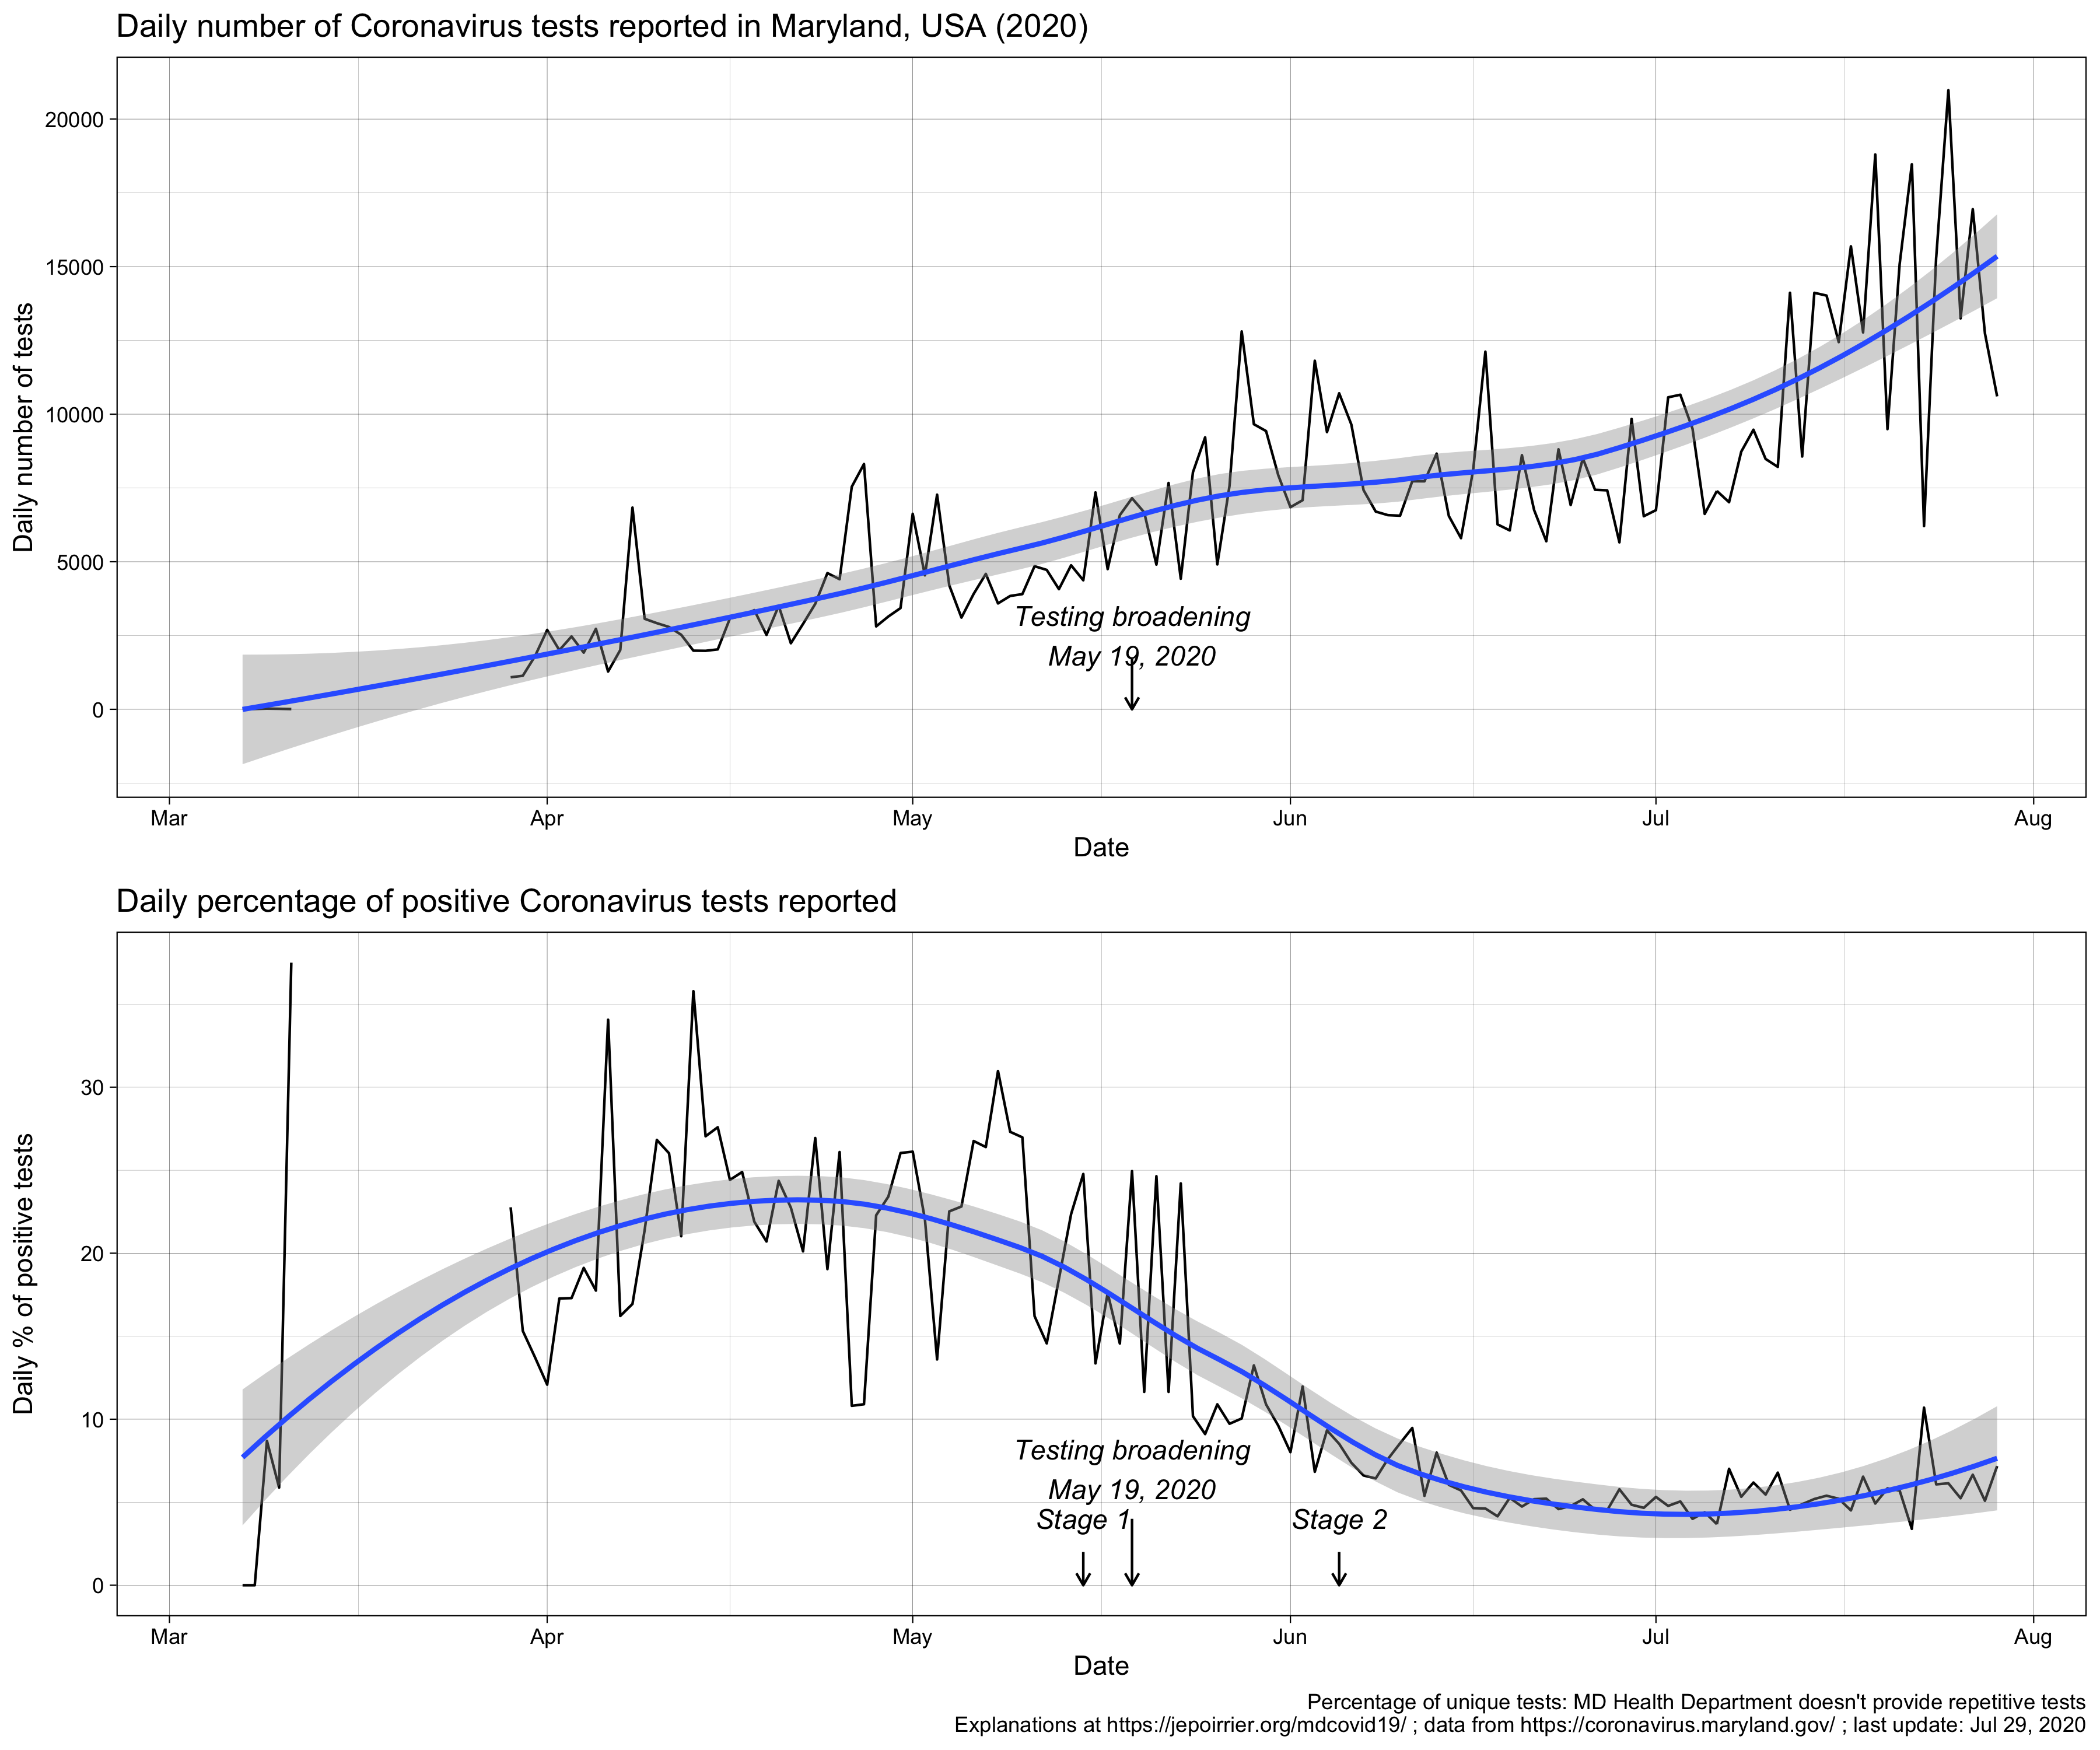 Daily number of Coronavirus tests reported in Maryland, USA (2020)
Daily number of tests
20000
15000
10000
5000
0
Testing broadening
May 19, 2020
Mar Apr May Jun Jul Aug
Date
Daily percentage of positive Coronavirus tests reported
Daily % of positive tests
30
20
10
0
Testing broadening
May 19, 2020
Stage 1 Stage 2
Mar Apr May Jun Jul Aug
Date
Percentage of unique tests: MD Health Department doesn't provide repetitive tests
Explanations at https://jepoirrier.org/mdcovid19/ ; data from https://coronavirus.maryland.gov/ ; last update: Jul 29, 2020